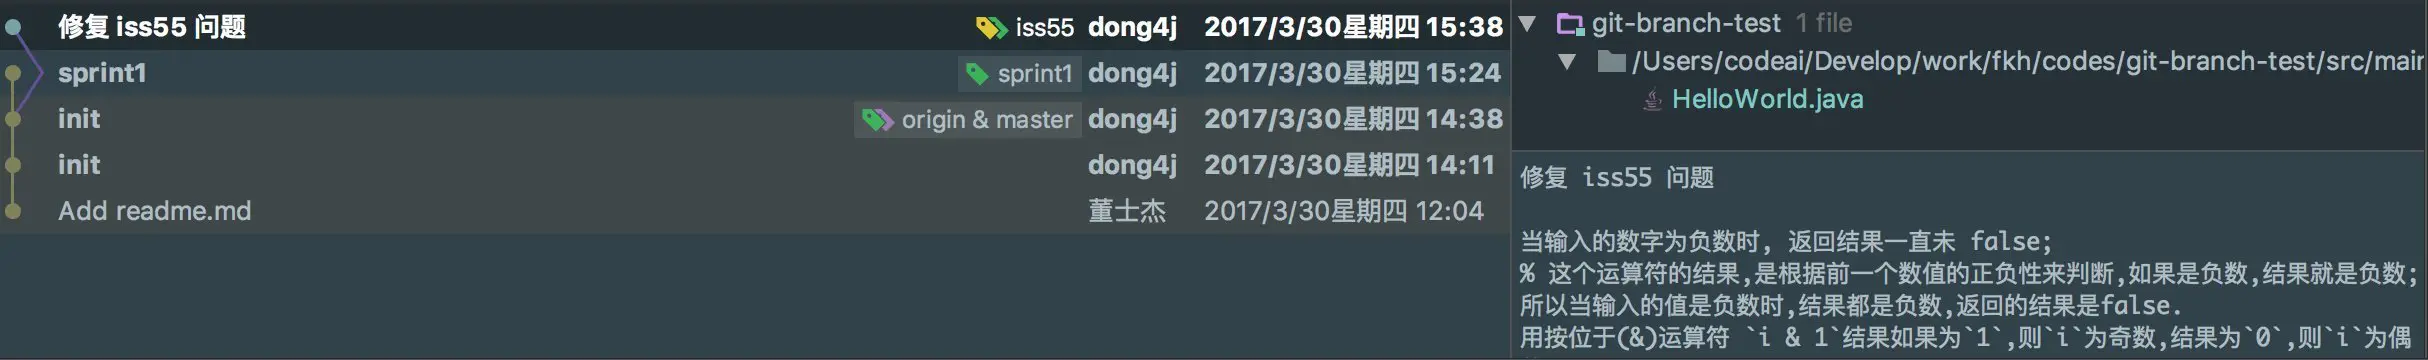 修复 iss55 问题 iss55 dong4j 2017/3/30星期四 15:38
sprint1 sprint1 dong4j 2017/3/30星期四 15:24
init origin & master dong4j 2017/3/30星期四 14:38
init dong4j 2017/3/30星期四 14:11
Add readme.md 董士杰 2017/3/30星期四 12:04
git-branch-test 1 file
/Users/codeai/Develop/work/fkh/codes/git-branch-test/src/main
HelloWorld.java
修复 iss55 问题
当输入的数字为负数时, 返回结果一直未 false;
% 这个运算符的结果,是根据前一个数值的正负性来判断,如果是负数,结果就是负数;
所以当输入的值是负数时,结果都是负数,返回的结果是false.
用按位于(&)运算符 `i & 1`结果如果为`1`,则`i`为奇数,结果为`0`,则`i`为偶